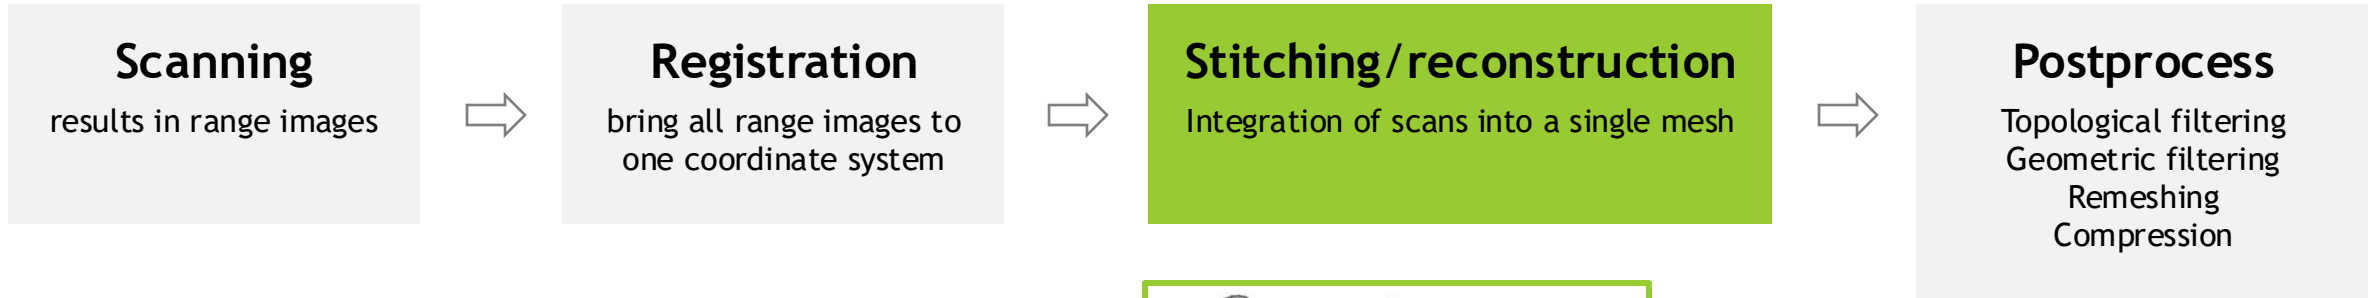 Scanning
results in range images
Registration
bring all range images to
one coordinate system
Stitching/reconstruction
Integration of scans into a single mesh
Postprocess
Topological filtering
Geometric filtering
Remeshing
Compression